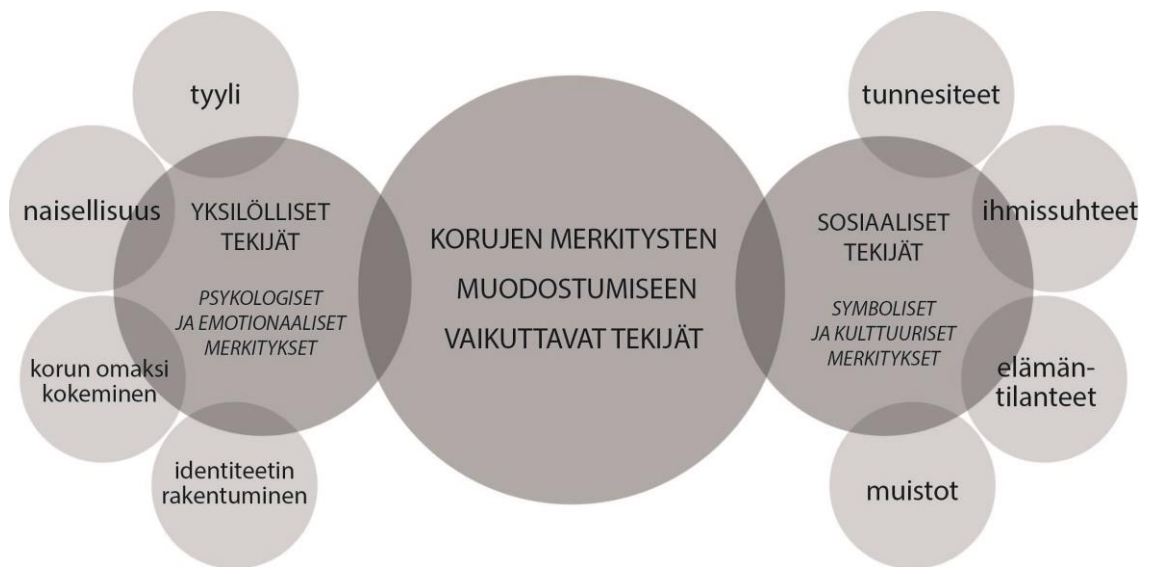 tyyli
naisellisuus
YKSILÖLLISET
TEKIJÄT
PSYKOLOGISET
JA EMOTIONAALISET
MERKITYKSET
korun omaksi
kokeminen
identiteetin
rakentuminen
KORUJEN MERKITYSTEN
MUODOSTUMISEEN
VAIKUTTAVAT TEKIJÄT
tunnesiteet
ihmissuhteet
SOSIAALISET
TEKIJÄT
SYMBOLISET
JA KULTTUURISET
MERKITYKSET
elämän-
tilanteet
muistot